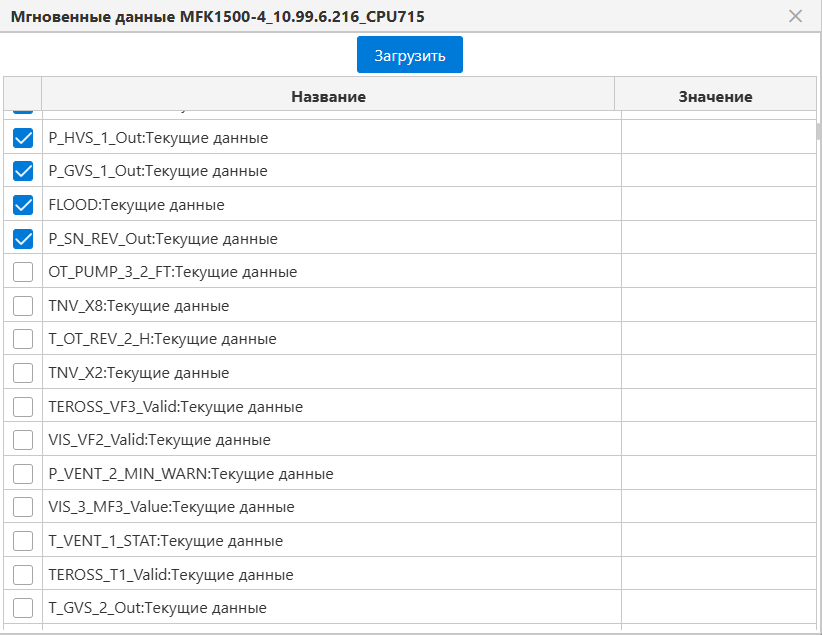 Мгновенные данные MFK1500-4_10.99.6.216_CPU715
Загрузить
Название Значение
P_HVS_1_Out:Текущие данные
P_GVS_1_Out:Текущие данные
FLOOD:Текущие данные
P_SN_REV_Out:Текущие данные
OT_PUMP_3_2_FT:Текущие данные
TNV_X8:Текущие данные
T_OT_REV_2_H:Текущие данные
TNV_X2:Текущие данные
TEROSS_VF3_Valid:Текущие данные
VIS_VF2_Valid:Текущие данные
P_VENT_2_MIN_WARN:Текущие данные
VIS_3_MF3_Value:Текущие данные
T_VENT_1_STAT:Текущие данные
TEROSS_T1_Valid:Текущие данные
T_GVS_2_Out:Текущие данные